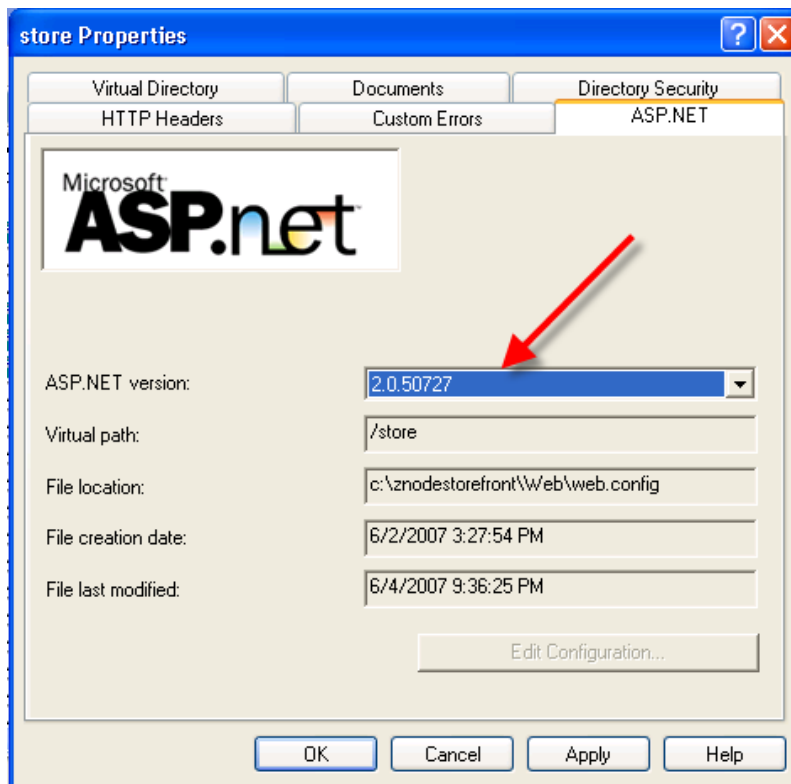 store Properties
Virtual Directory Documents Directory Security
HTTP Headers Custom Errors ASP.NET
Microsoft
ASP.net
ASP.NET version: 2.0.50727
Virtual path: /store
File location: c:\znodestorefront\Web\web.config
File creation date: 6/2/2007 3:27:54 PM
File last modified: 6/4/2007 9:36:25 PM
Edit Configuration...
OK Cancel Apply Help